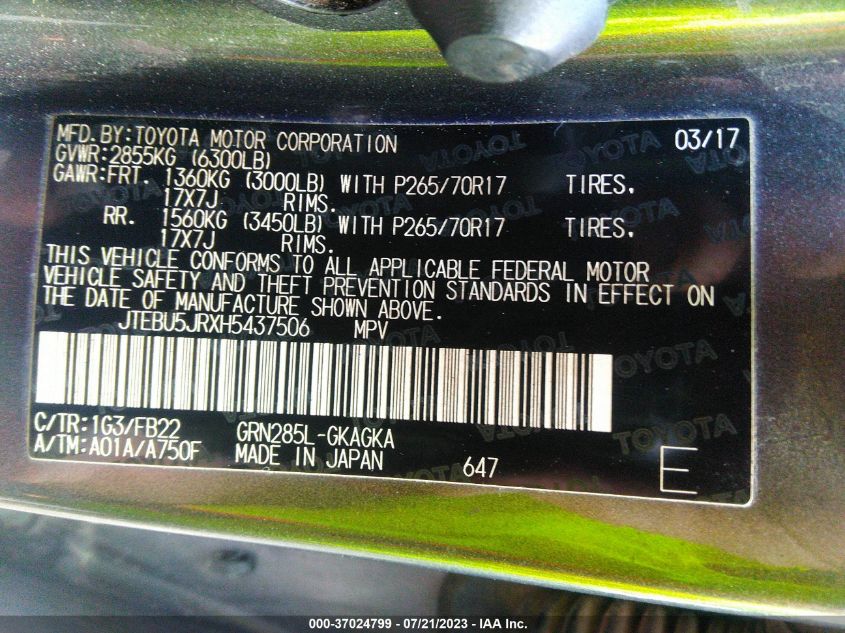 MFD.BY:TOYOTA MOTOR CORPORATION 03/17
GVWR:2855KG (6300LB)
GAWR:FRT. 1360KG (3000LB) WITH P265/70R17 TIRES.
17X7J RIMS.
RR. 1560KG (3450LB) WITH P265/70R17 TIRES.
17X7J RIMS.
THIS VEHICLE CONFORMS TO ALL APPLICABLE FEDERAL MOTOR
VEHICLE SAFETY AND THEFT PREVENTION STANDARDS IN EFFECT ON
THE DATE OF MANUFACTURE SHOWN ABOVE.
JTEBU5JRXH5437506 MPV
C/TR:1G3/FB22 GRN285L-GKAGKA
A/TM:A01A/A750F MADE IN JAPAN 647 E
000-37024799 / 07/21/2023 - IAA Inc.